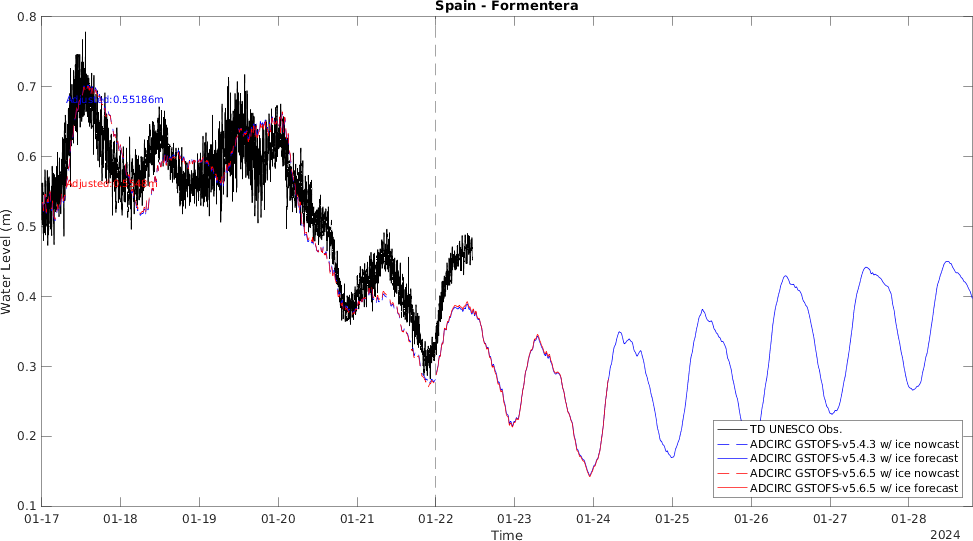 Spain - Formentera
0.8
0.7
0.6
0.5
0.4
0.3
0.2
0.1
Water Level (m)
Adjusted:0.55186m
TD UNESCO Obs.
ADCIRC GSTOFS-v5.4.3 w/ ice nowcast
ADCIRC GSTOFS-v5.4.3 w/ ice forecast
ADCIRC GSTOFS-v5.6.5 w/ ice nowcast
ADCIRC GSTOFS-v5.6.5 w/ ice forecast
01-17 01-18 01-19 01-20 01-21 01-22 01-23 01-24 01-25 01-26 01-27 01-28
Time
2024